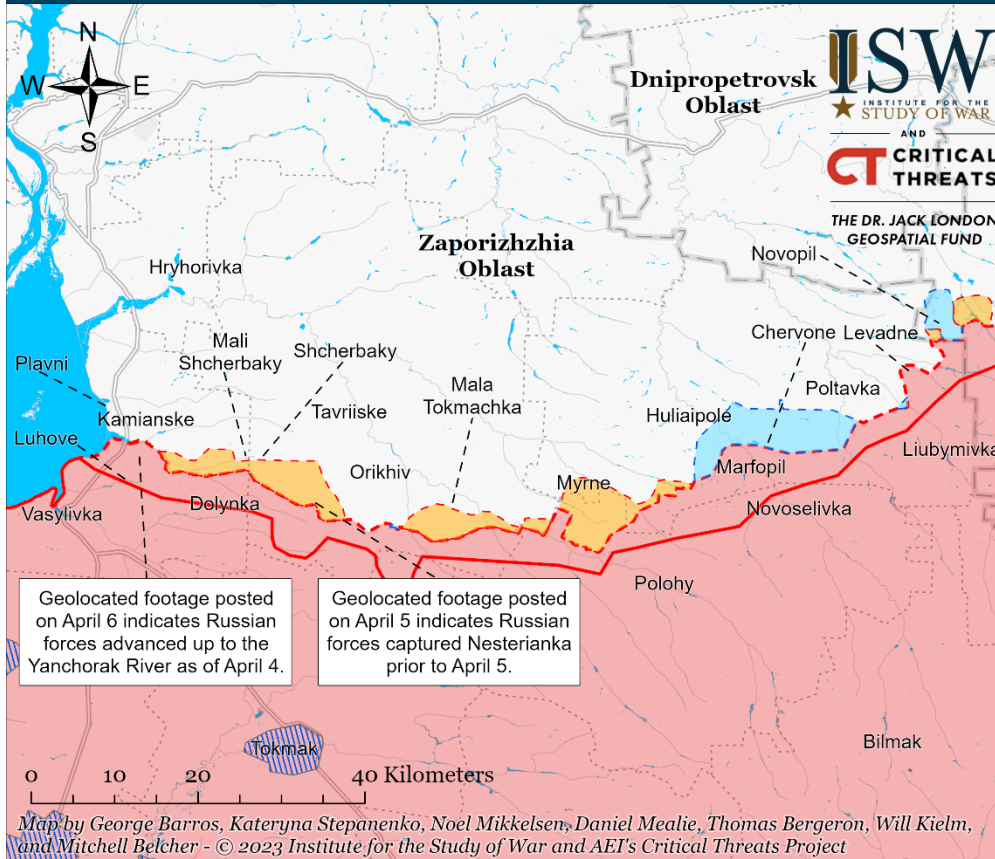 N
W
E
S
Dnipropetrovsk
Oblast
ISW
INSTITUTE FOR THE
STUDY OF WAR
AND
CT CRITICAL
THREATS
THE DR. JACK LONDON
GEOSPATIAL FUND
Zaporizhzhia
Oblast
Novopil
Hryhorivka
Mali
Shcherbaky
Shcherbaky
Chervone
Levadne
Plavni
Mala
Tokmachka
Poltavka
Kamianske
Tavriiske
Huliaipole
Luhove
Liubymivka
Orikhiv
Marfopil
Myrne
Vasylivka
Dolynka
Novoselivka
Polohy
Geolocated footage posted
on April 6 indicates Russian
forces advanced up to the
Yanchorak River as of April 4.
Geolocated footage posted
on April 5 indicates Russian
forces captured Nesterianka
prior to April 5.
Tokmak
Bilmak
0
10
20
40 Kilometers
Map by George Barros, Kateryna Stepanenko, Noel Mikkelsen, Daniel Mealie, Thomas Bergeron, Will Kielm,
and Mitchell Belcher - © 2023 Institute for the Study of War and AEI's Critical Threats Project